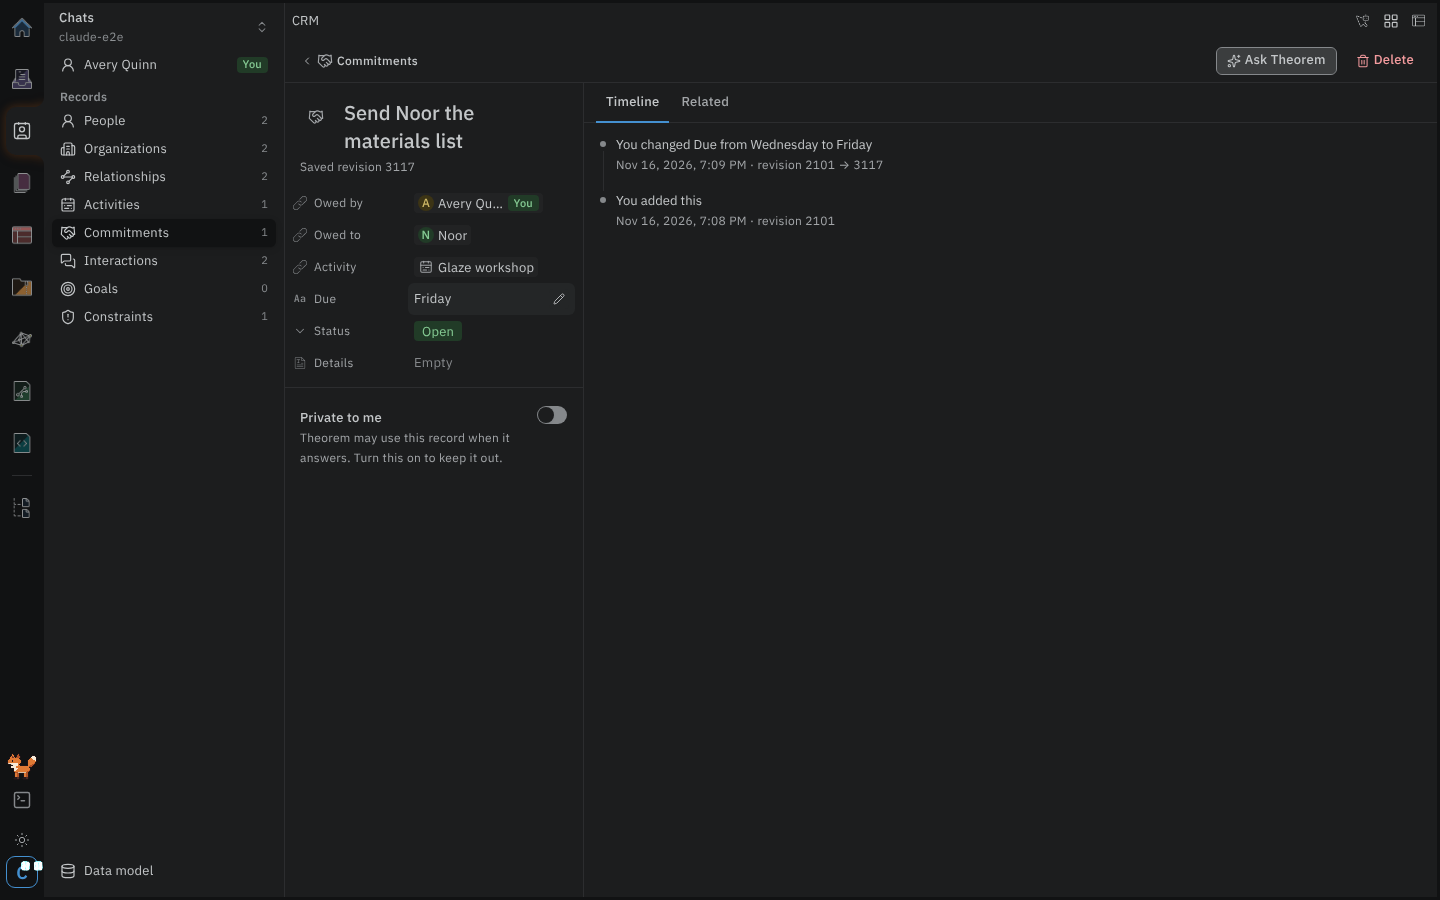 Chats
claude-e2e
Avery Quinn You
Records
People 2
Organizations 2
Relationships 2
Activities 1
Commitments 1
Interactions 2
Goals 0
Constraints 1
Data model
C
CRM
Commitments
Ask Theorem
Delete
Send Noor the
materials list
Saved revision 3117
Owed by A Avery Qu... You
Owed to N Noor
Activity Glaze workshop
Aa Due Friday
Status Open
Details Empty
Private to me
Theorem may use this record when it
answers. Turn this on to keep it out.
Timeline Related
You changed Due from Wednesday to Friday
Nov 16, 2026, 7:09 PM · revision 2101 → 3117
You added this
Nov 16, 2026, 7:08 PM · revision 2101